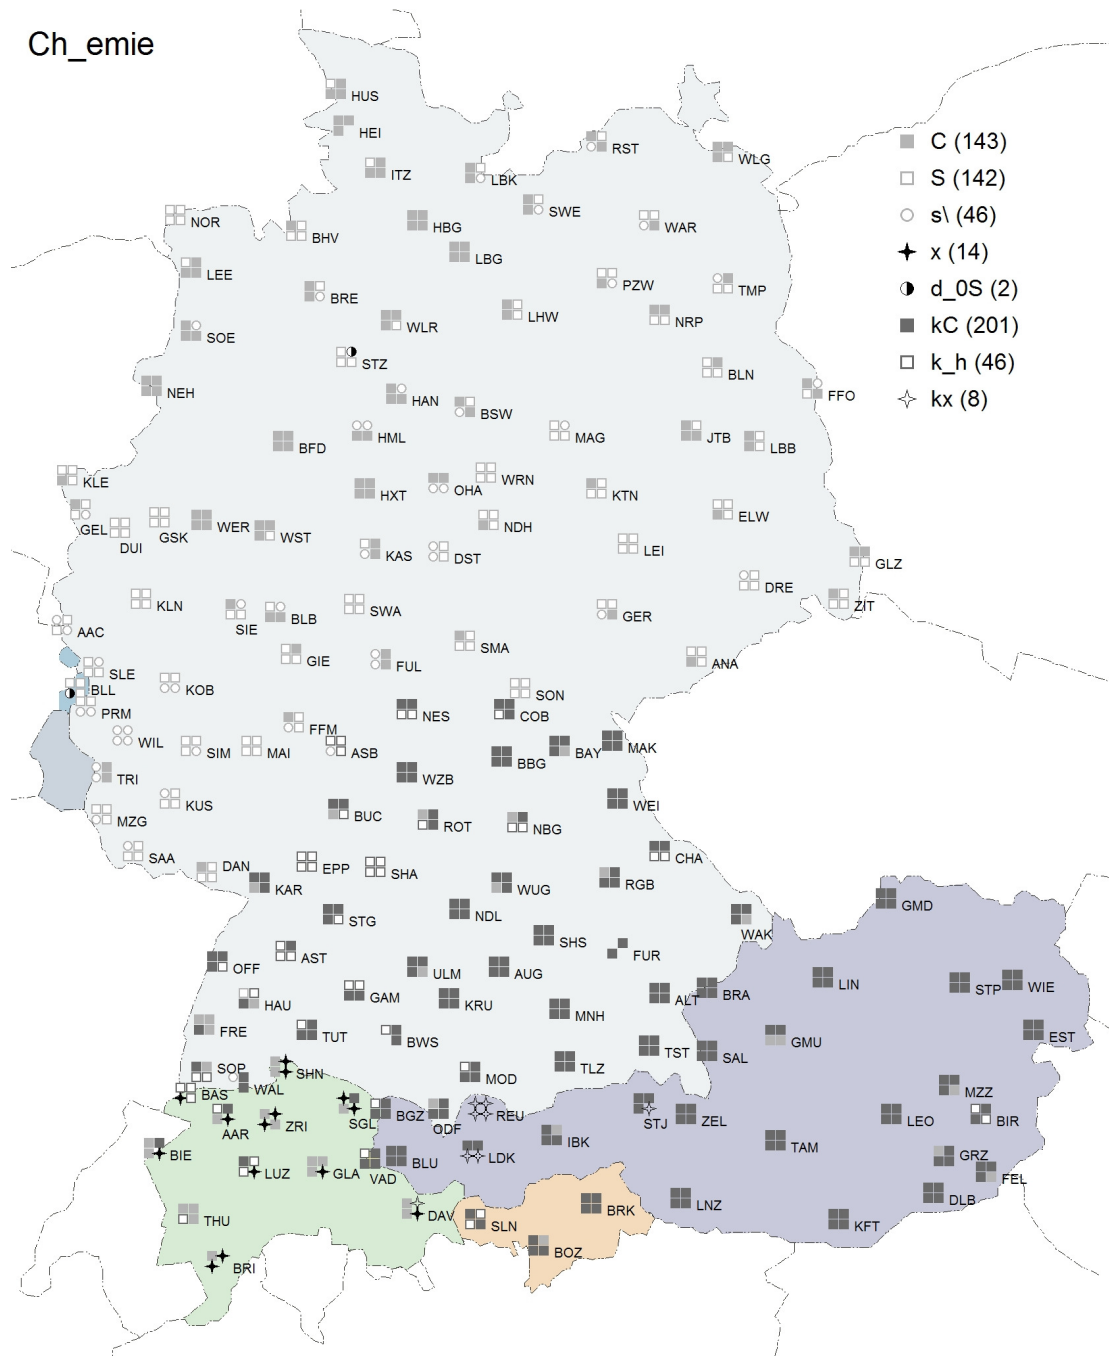 Ch_emie
C (143)
S (142)
s\ (46)
x (14)
d_0S (2)
kC (201)
k_h (46)
kx (8)
HUS
HEI
RST
WLG
ITZ
LBK
SWE
NOR
HBG
WAR
BHV
LBG
LEE
PZW
TMP
BRE
LHW
NRP
WLR
SOE
STZ
BLN
NEH
HAN
FFO
BSW
HML
MAG
JTB
LBB
BFD
KLE
WRN
OHA
HXT
KTN
GEL
GSK
WER
NDH
ELW
DUI
WST
LEI
KAS
DST
GLZ
DRE
KLN
SWA
ZIT
SIE
BLB
GER
AAC
SMA
GIE
FUL
ANA
SLE
BLL
KOB
SON
PRM
NES
COB
FFM
WIL
SIM
MAI
ASB
BAY
MAK
BBG
TRI
WZB
KUS
WEI
MZG
BUC
ROT
NBG
SAA
CHA
DAN
EPP
SHA
KAR
WUG
RGB
GMD
STG
NDL
WAK
SHS
AST
FUR
OFF
ULM
AUG
LIN
STP
WIE
HAU
GAM
KRU
ALT
BRA
MNH
FRE
TUT
BWS
EST
GMU
TST
SAL
SOP
SHN
TLZ
WAL
MOD
MZZ
BAS
BGZ
ODF
REU
STJ
ZEL
LEO
BIR
AAR
ZRI
SGL
IBK
TAM
BIE
BLU
LDK
GRZ
LUZ
GLA
VAD
FEL
DLB
THU
DAV
SLN
BRK
LNZ
KFT
BOZ
BRI